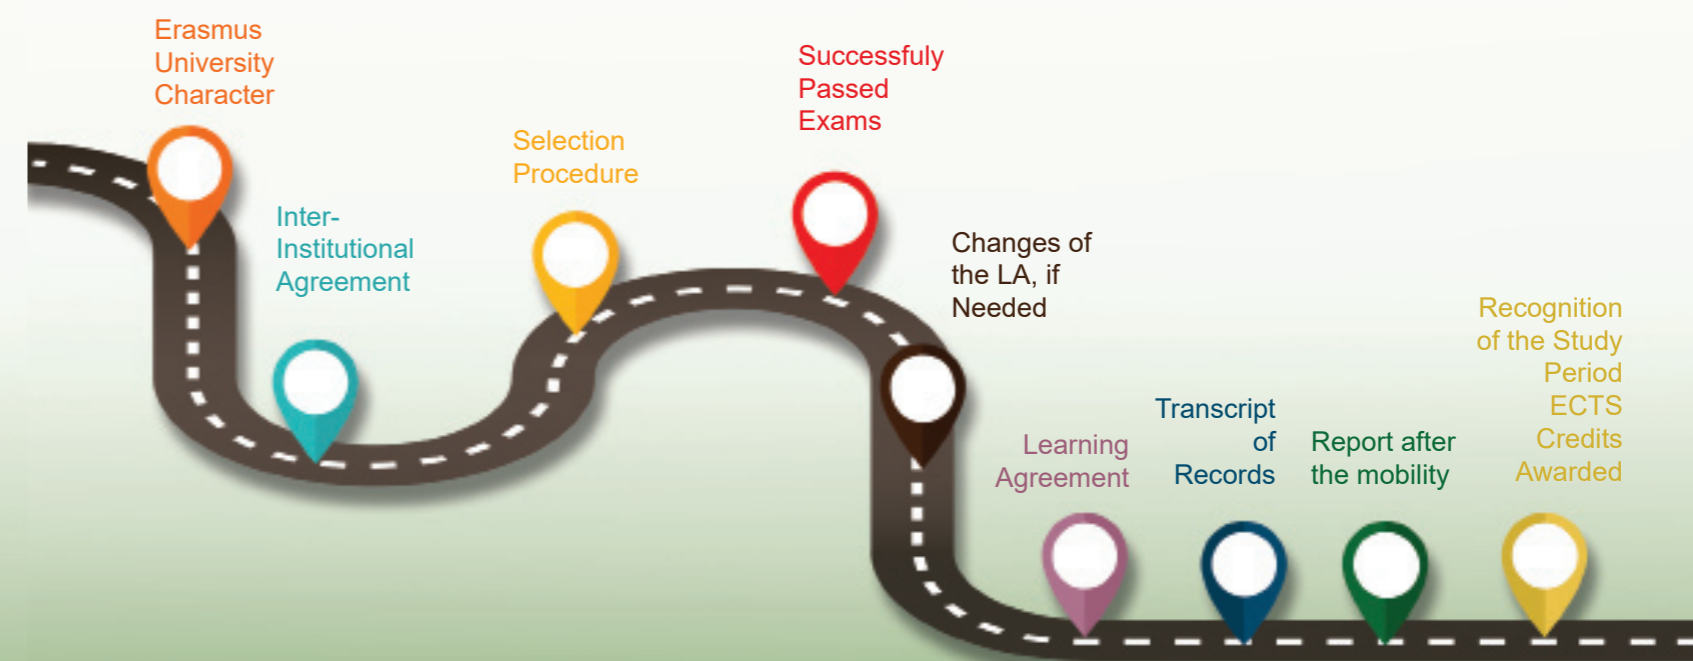 Erasmus
University
Character
Inter-
Institutional
Agreement
Selection
Procedure
Successfuly
Passed
Exams
Changes of
the LA, if
Needed
Learning
Agreement
Transcript
of
Records
Report after
the mobility
Recognition
of the Study
Period
ECTS
Credits
Awarded